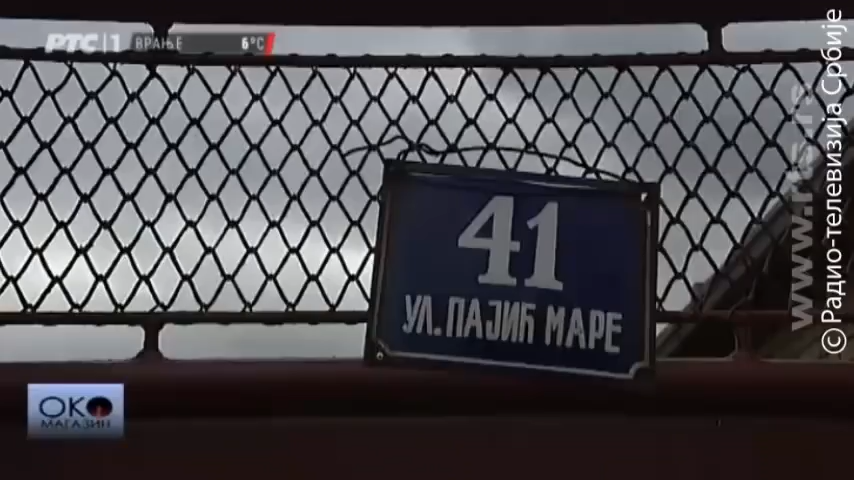 РТС|1 ВРАЊЕ 6°C
41
УЛ. ПАЈИЋ МАРЕ
ОКО
МАГАЗИН
www.rts.rs
© Радио-телевизија Србије